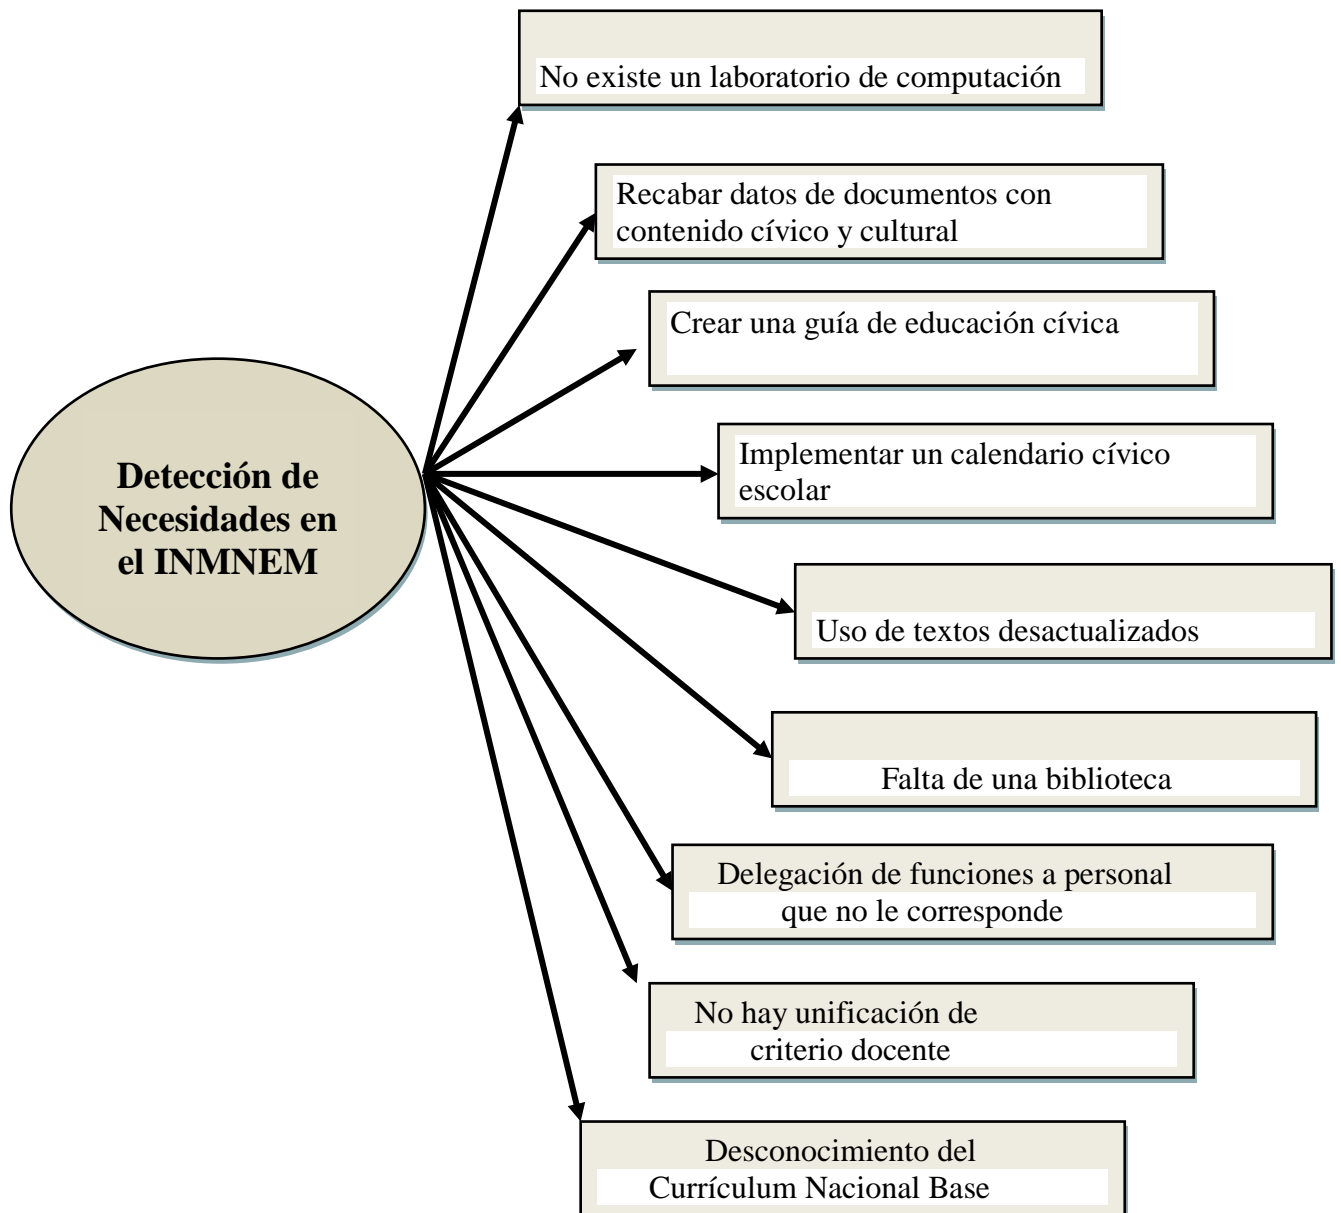 No existe un laboratorio de computación
Recabar datos de documentos con
contenido cívico y cultural
Crear una guía de educación cívica
Implementar un calendario cívico
escolar
Detección de
Necesidades en
el INMNEM
Uso de textos desactualizados
Falta de una biblioteca
Delegación de funciones a personal
que no le corresponde
No hay unificación de
criterio docente
Desconocimiento del
Currículum Nacional Base